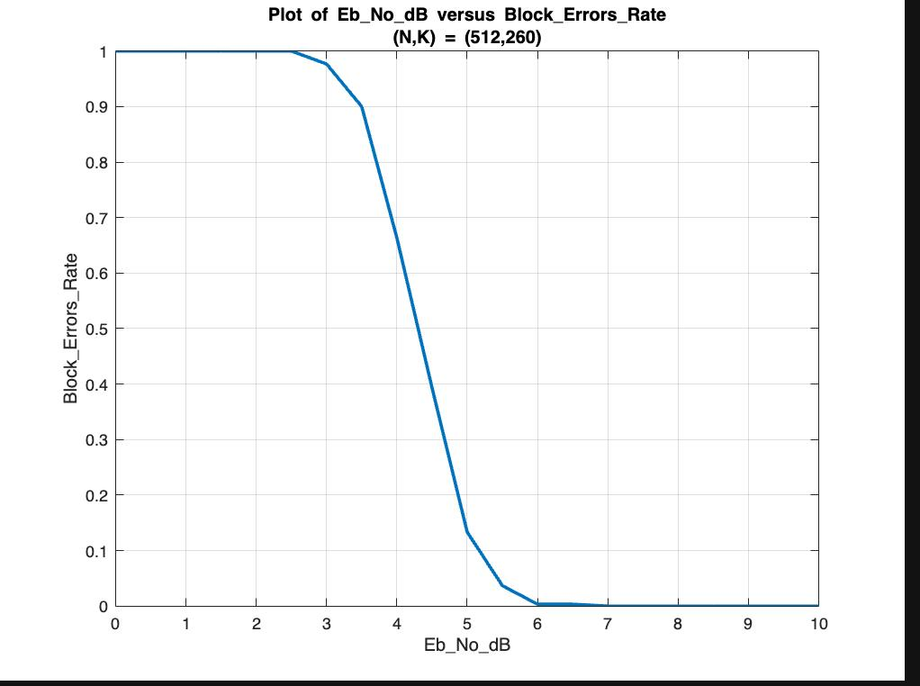 Plot of Eb_No_dB versus Block_Errors_Rate
(N,K) = (512,260)
1
0.9
0.8
0.7
0.6
0.5
0.4
0.3
0.2
0.1
0
Block_Errors_Rate
0 1 2 3 4 5 6 7 8 9 10
Eb_No_dB